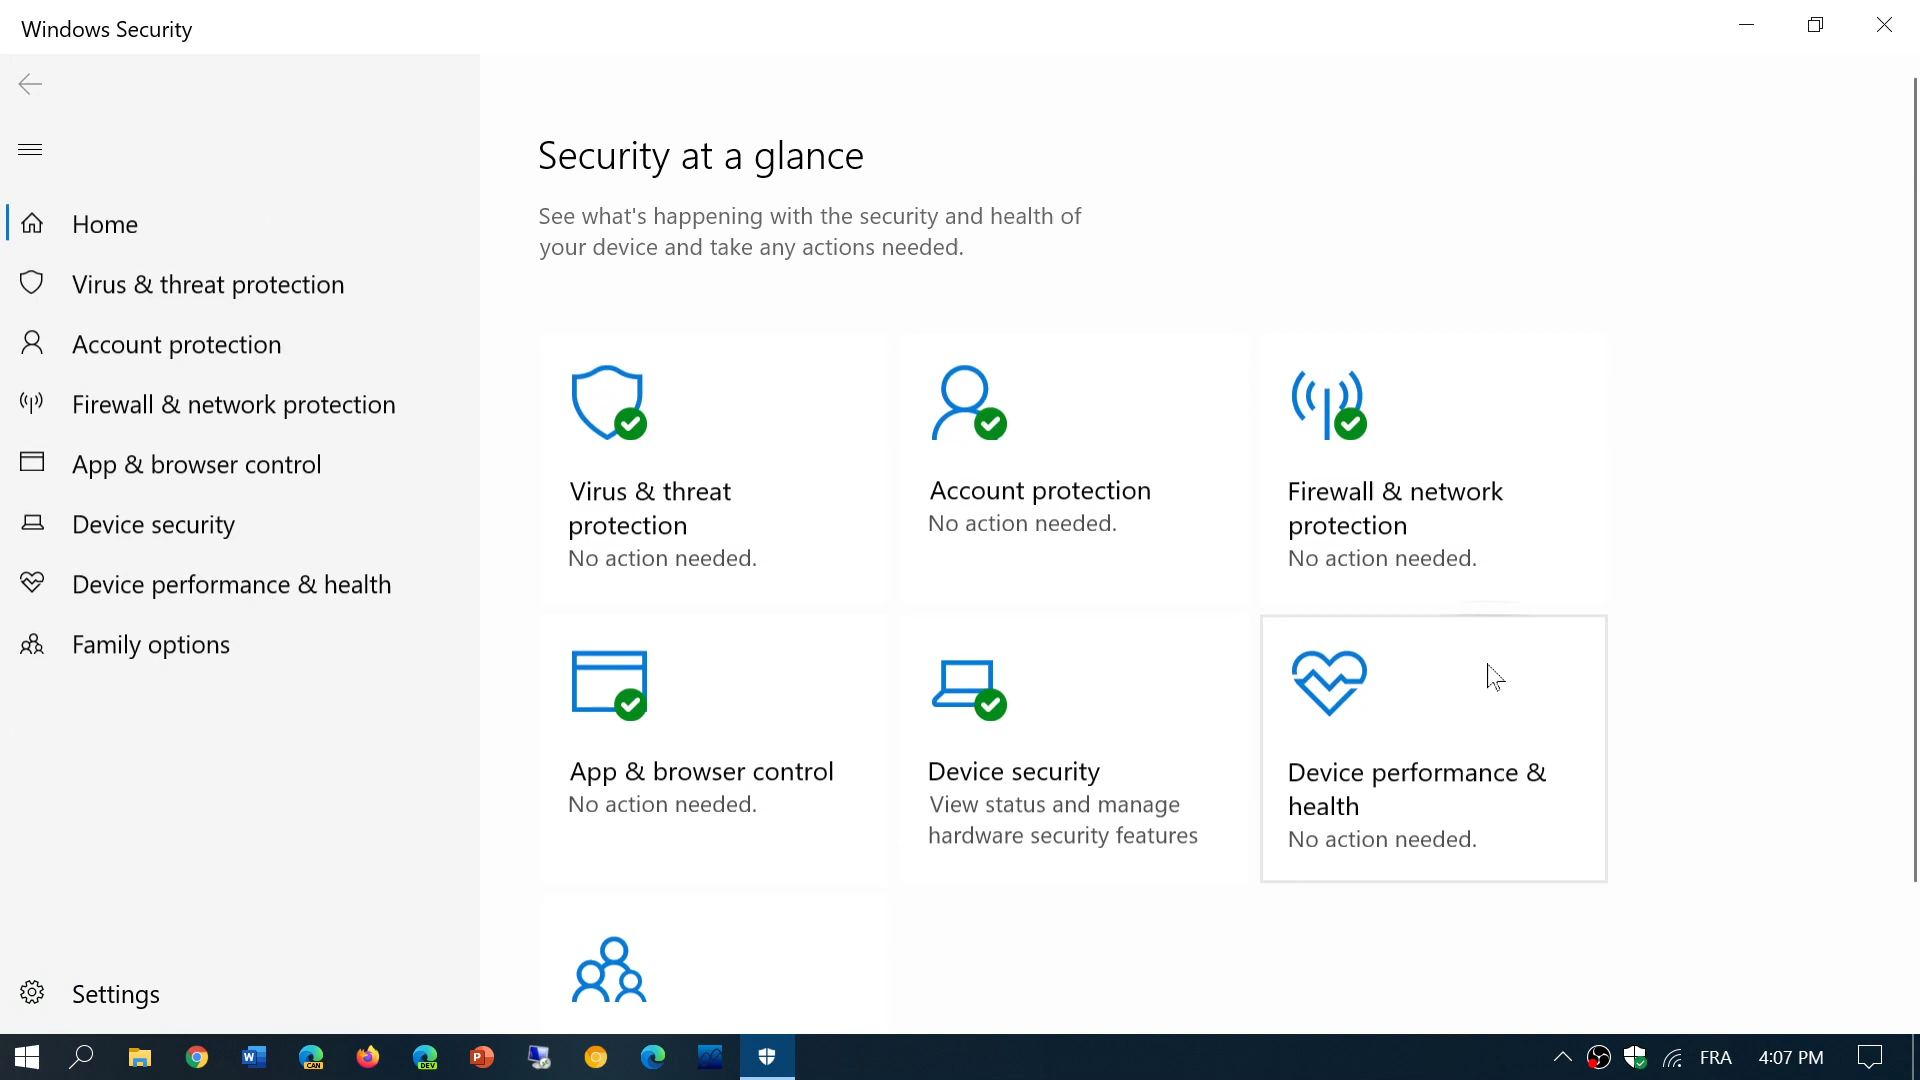 Windows Security
Home
Virus & threat protection
Account protection
Firewall & network protection
App & browser control
Device security
Device performance & health
Family options
Settings
Security at a glance
See what's happening with the security and health of
your device and take any actions needed.
Virus & threat
protection
No action needed.
Account protection
No action needed.
Firewall & network
protection
No action needed.
App & browser control
No action needed.
Device security
View status and manage
hardware security features
Device performance &
health
No action needed.
W
CAN
DEV
P
FRA
4:07 PM